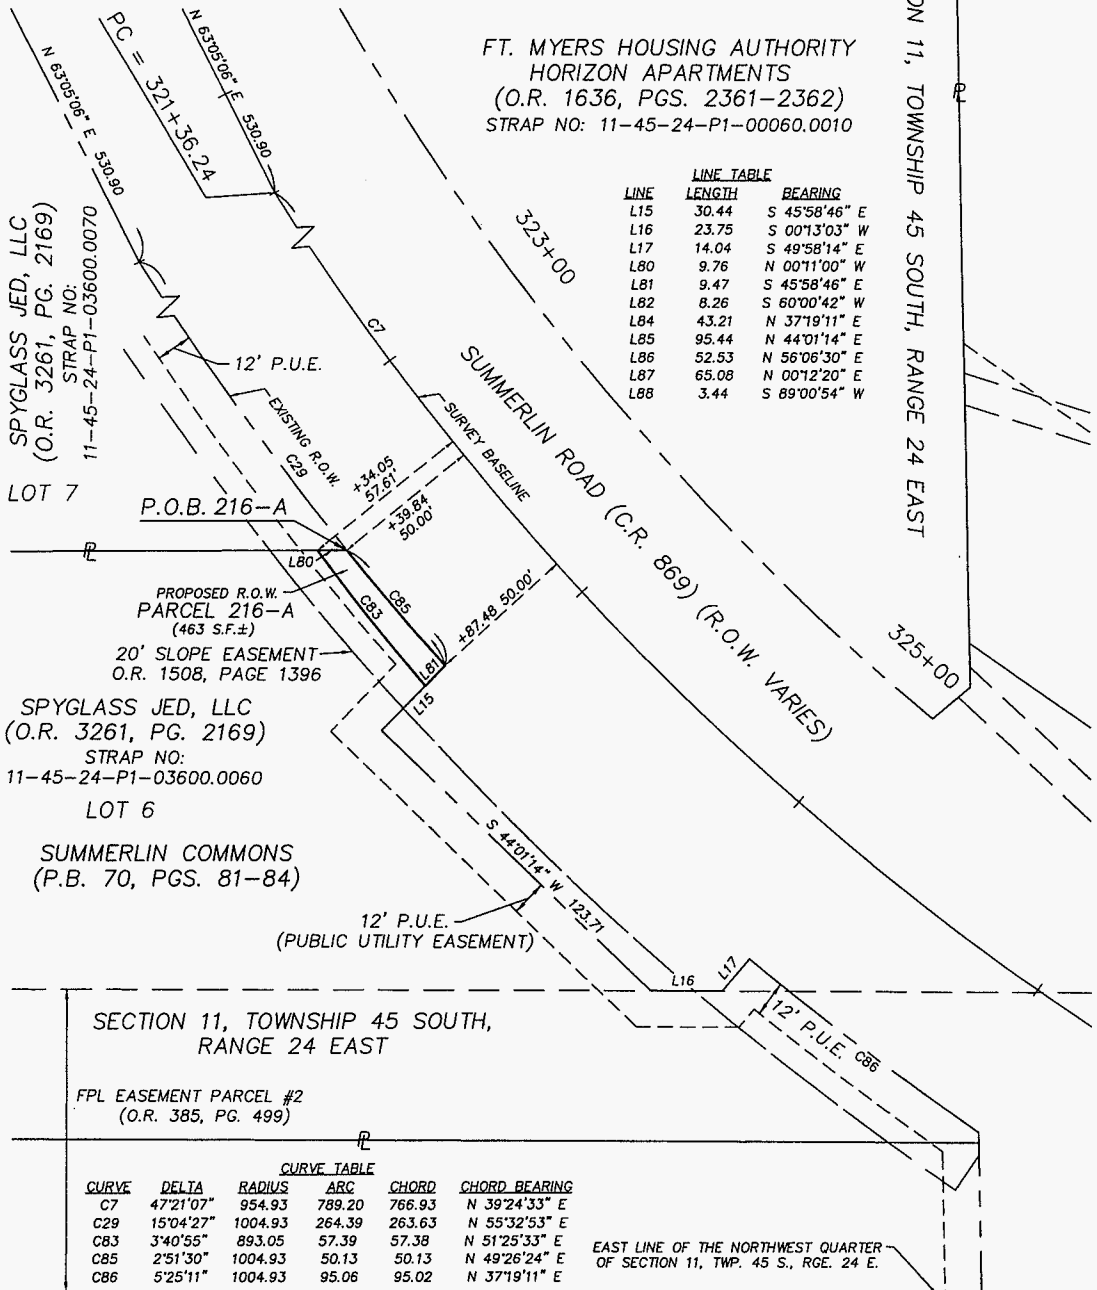 N 63°05'06" E 530.90
PC = 321+36.24
N 63°05'06" E 530.90
FT. MYERS HOUSING AUTHORITY
HORIZON APARTMENTS
(O.R. 1636, PGS. 2361-2362)
STRAP NO: 11-45-24-P1-00060.0010
ON 11, TOWNSHIP 45 SOUTH, RANGE 24 EAST
PL
LINE TABLE
LINE LENGTH BEARING
L15 30.44 S 45°58'46" E
L16 23.75 S 00°13'03" W
L17 14.04 S 49°58'14" E
L80 9.76 N 00°11'00" W
L81 9.47 S 45°58'46" E
L82 8.26 S 60°00'42" W
L84 43.21 N 37°19'11" E
L85 95.44 N 44°01'14" E
L86 52.53 N 56°06'30" E
L87 65.08 N 00°12'20" E
L88 3.44 S 89°00'54" W
323+00
SPYGLASS JED, LLC
(O.R. 3261, PG. 2169)
STRAP NO:
11-45-24-P1-03600.0070
LOT 7
C7
12' P.U.E.
EXISTING R.O.W.
C29
SURVEY BASELINE
SUMMERLIN ROAD (C.R. 869) (R.O.W. VARIES)
+34.05
57.61'
+39.84
50.00'
P.O.B. 216-A
PL
L80
PROPOSED R.O.W.
PARCEL 216-A
(463 S.F.±)
C83
C85
+87.48 50.00'
L81
L15
20' SLOPE EASEMENT
O.R. 1508, PAGE 1396
325+00
SPYGLASS JED, LLC
(O.R. 3261, PG. 2169)
STRAP NO:
11-45-24-P1-03600.0060
LOT 6
SUMMERLIN COMMONS
(P.B. 70, PGS. 81-84)
S 44°01'14" W 123.71
12' P.U.E.
(PUBLIC UTILITY EASEMENT)
L16
L17
12' P.U.E. C86
SECTION 11, TOWNSHIP 45 SOUTH,
RANGE 24 EAST
FPL EASEMENT PARCEL #2
(O.R. 385, PG. 499)
PL
CURVE TABLE
CURVE DELTA RADIUS ARC CHORD CHORD BEARING
C7 47°21'07" 954.93 789.20 766.93 N 39°24'33" E
C29 15°04'27" 1004.93 264.39 263.63 N 55°32'53" E
C83 3°40'55" 893.05 57.39 57.38 N 51°25'33" E
C85 2°51'30" 1004.93 50.13 50.13 N 49°26'24" E
C86 5°25'11" 1004.93 95.06 95.02 N 37°19'11" E
EAST LINE OF THE NORTHWEST QUARTER
OF SECTION 11, TWP. 45 S., RGE. 24 E.